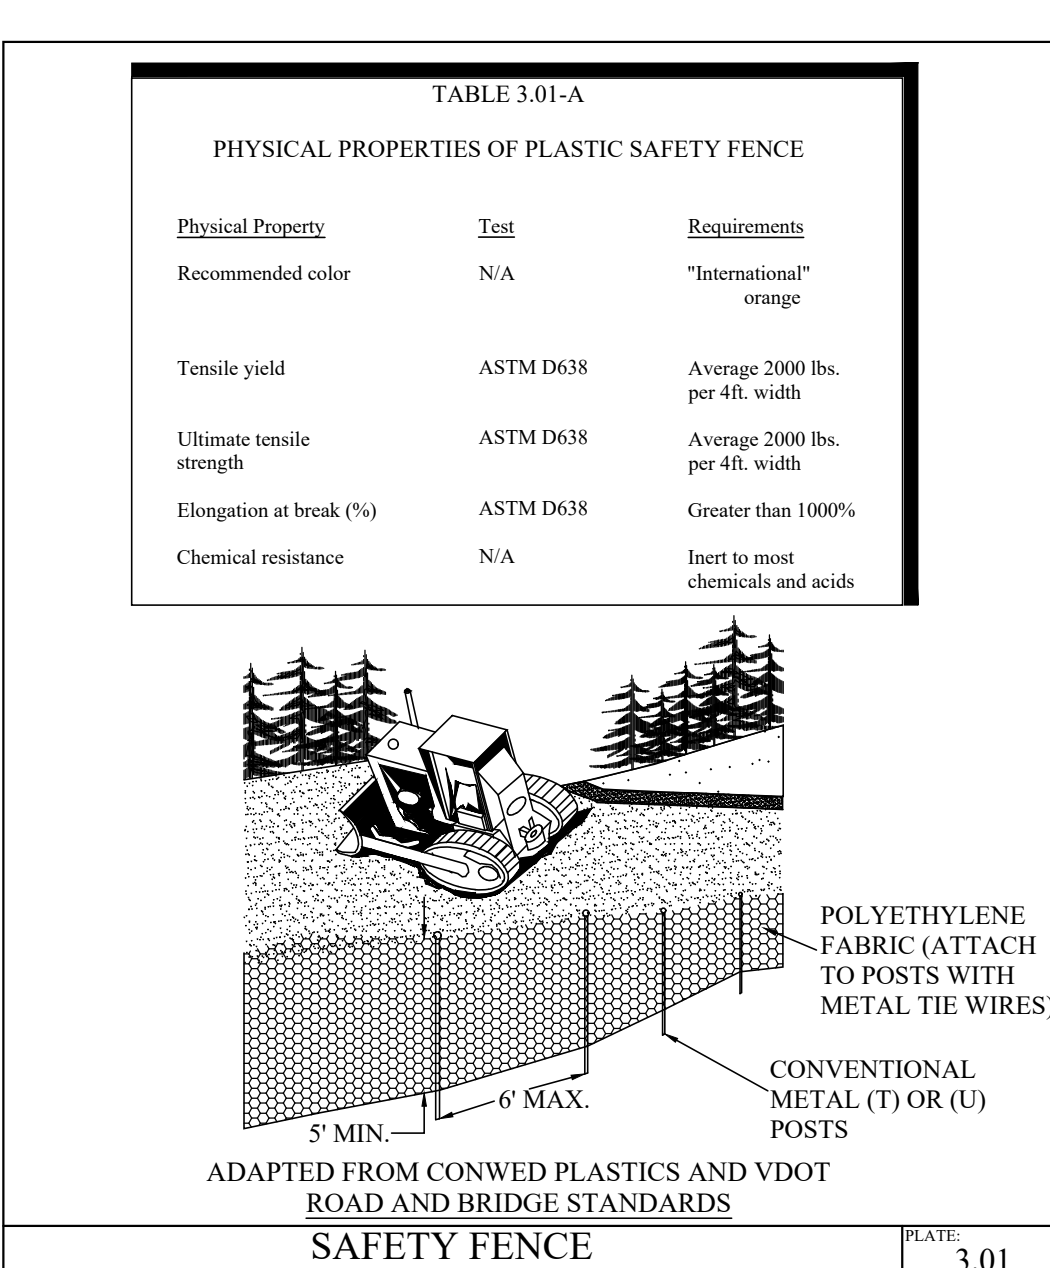 TABLE 3.01-A
PHYSICAL PROPERTIES OF PLASTIC SAFETY FENCE
Physical Property Test Requirements
Recommended color N/A "International"
orange
Tensile yield ASTM D638 Average 2000 lbs.
per 4ft. width
Ultimate tensile ASTM D638 Average 2000 lbs.
strength per 4ft. width
Elongation at break (%) ASTM D638 Greater than 1000%
Chemical resistance N/A Inert to most
chemicals and acids
POLYETHYLENE
FABRIC (ATTACH
TO POSTS WITH
METAL TIE WIRES)
CONVENTIONAL
METAL (T) OR (U)
POSTS
6' MAX.
5' MIN.
ADAPTED FROM CONWED PLASTICS AND VDOT
ROAD AND BRIDGE STANDARDS
SAFETY FENCE
PLATE:
3.01